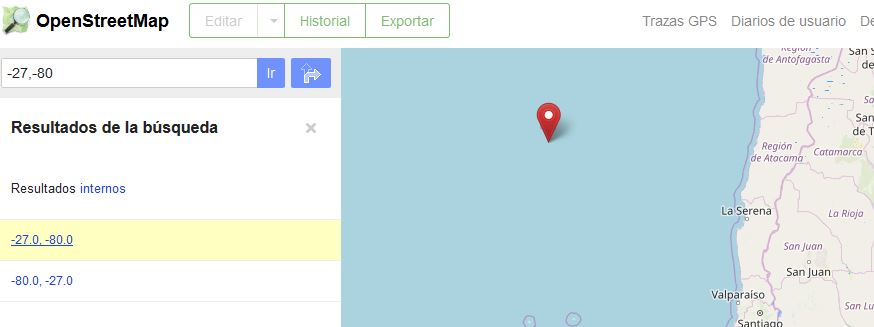 OpenStreetMap
Editar
Historial
Exportar
Trazas GPS
Diarios de usuario
-27,-80
Ir
Resultados de la búsqueda
×
Resultados internos
-27.0, -80.0
-80.0, -27.0
Región
de Antofagasta
Región
de Atacama
Catamarca
La Serena
La Rioja
San Juan
San Juan
Valparaíso
Santiago